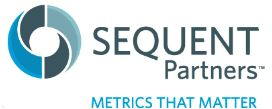 SEQUENT
Partners™
METRICS THAT MATTER